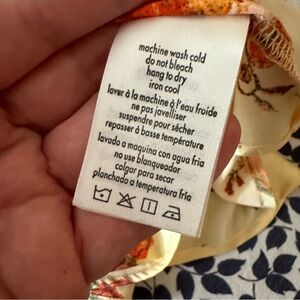 machine wash cold
do not bleach
hang to dry
iron cool
laver à la machine à l'eau froide
ne pas javelliser
suspendre pour sécher
repasser à basse température
lavado a maquina con agua fria
no use blanqueador
colgar para secar
planchado a temperatura fria